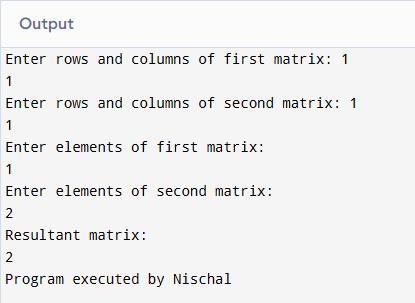 Output
Enter rows and columns of first matrix: 1
1
Enter rows and columns of second matrix: 1
1
Enter elements of first matrix:
1
Enter elements of second matrix:
2
Resultant matrix:
2
Program executed by Nischal